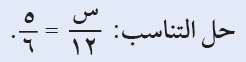 حل التناسب: س/١٢ = ٥/٦.